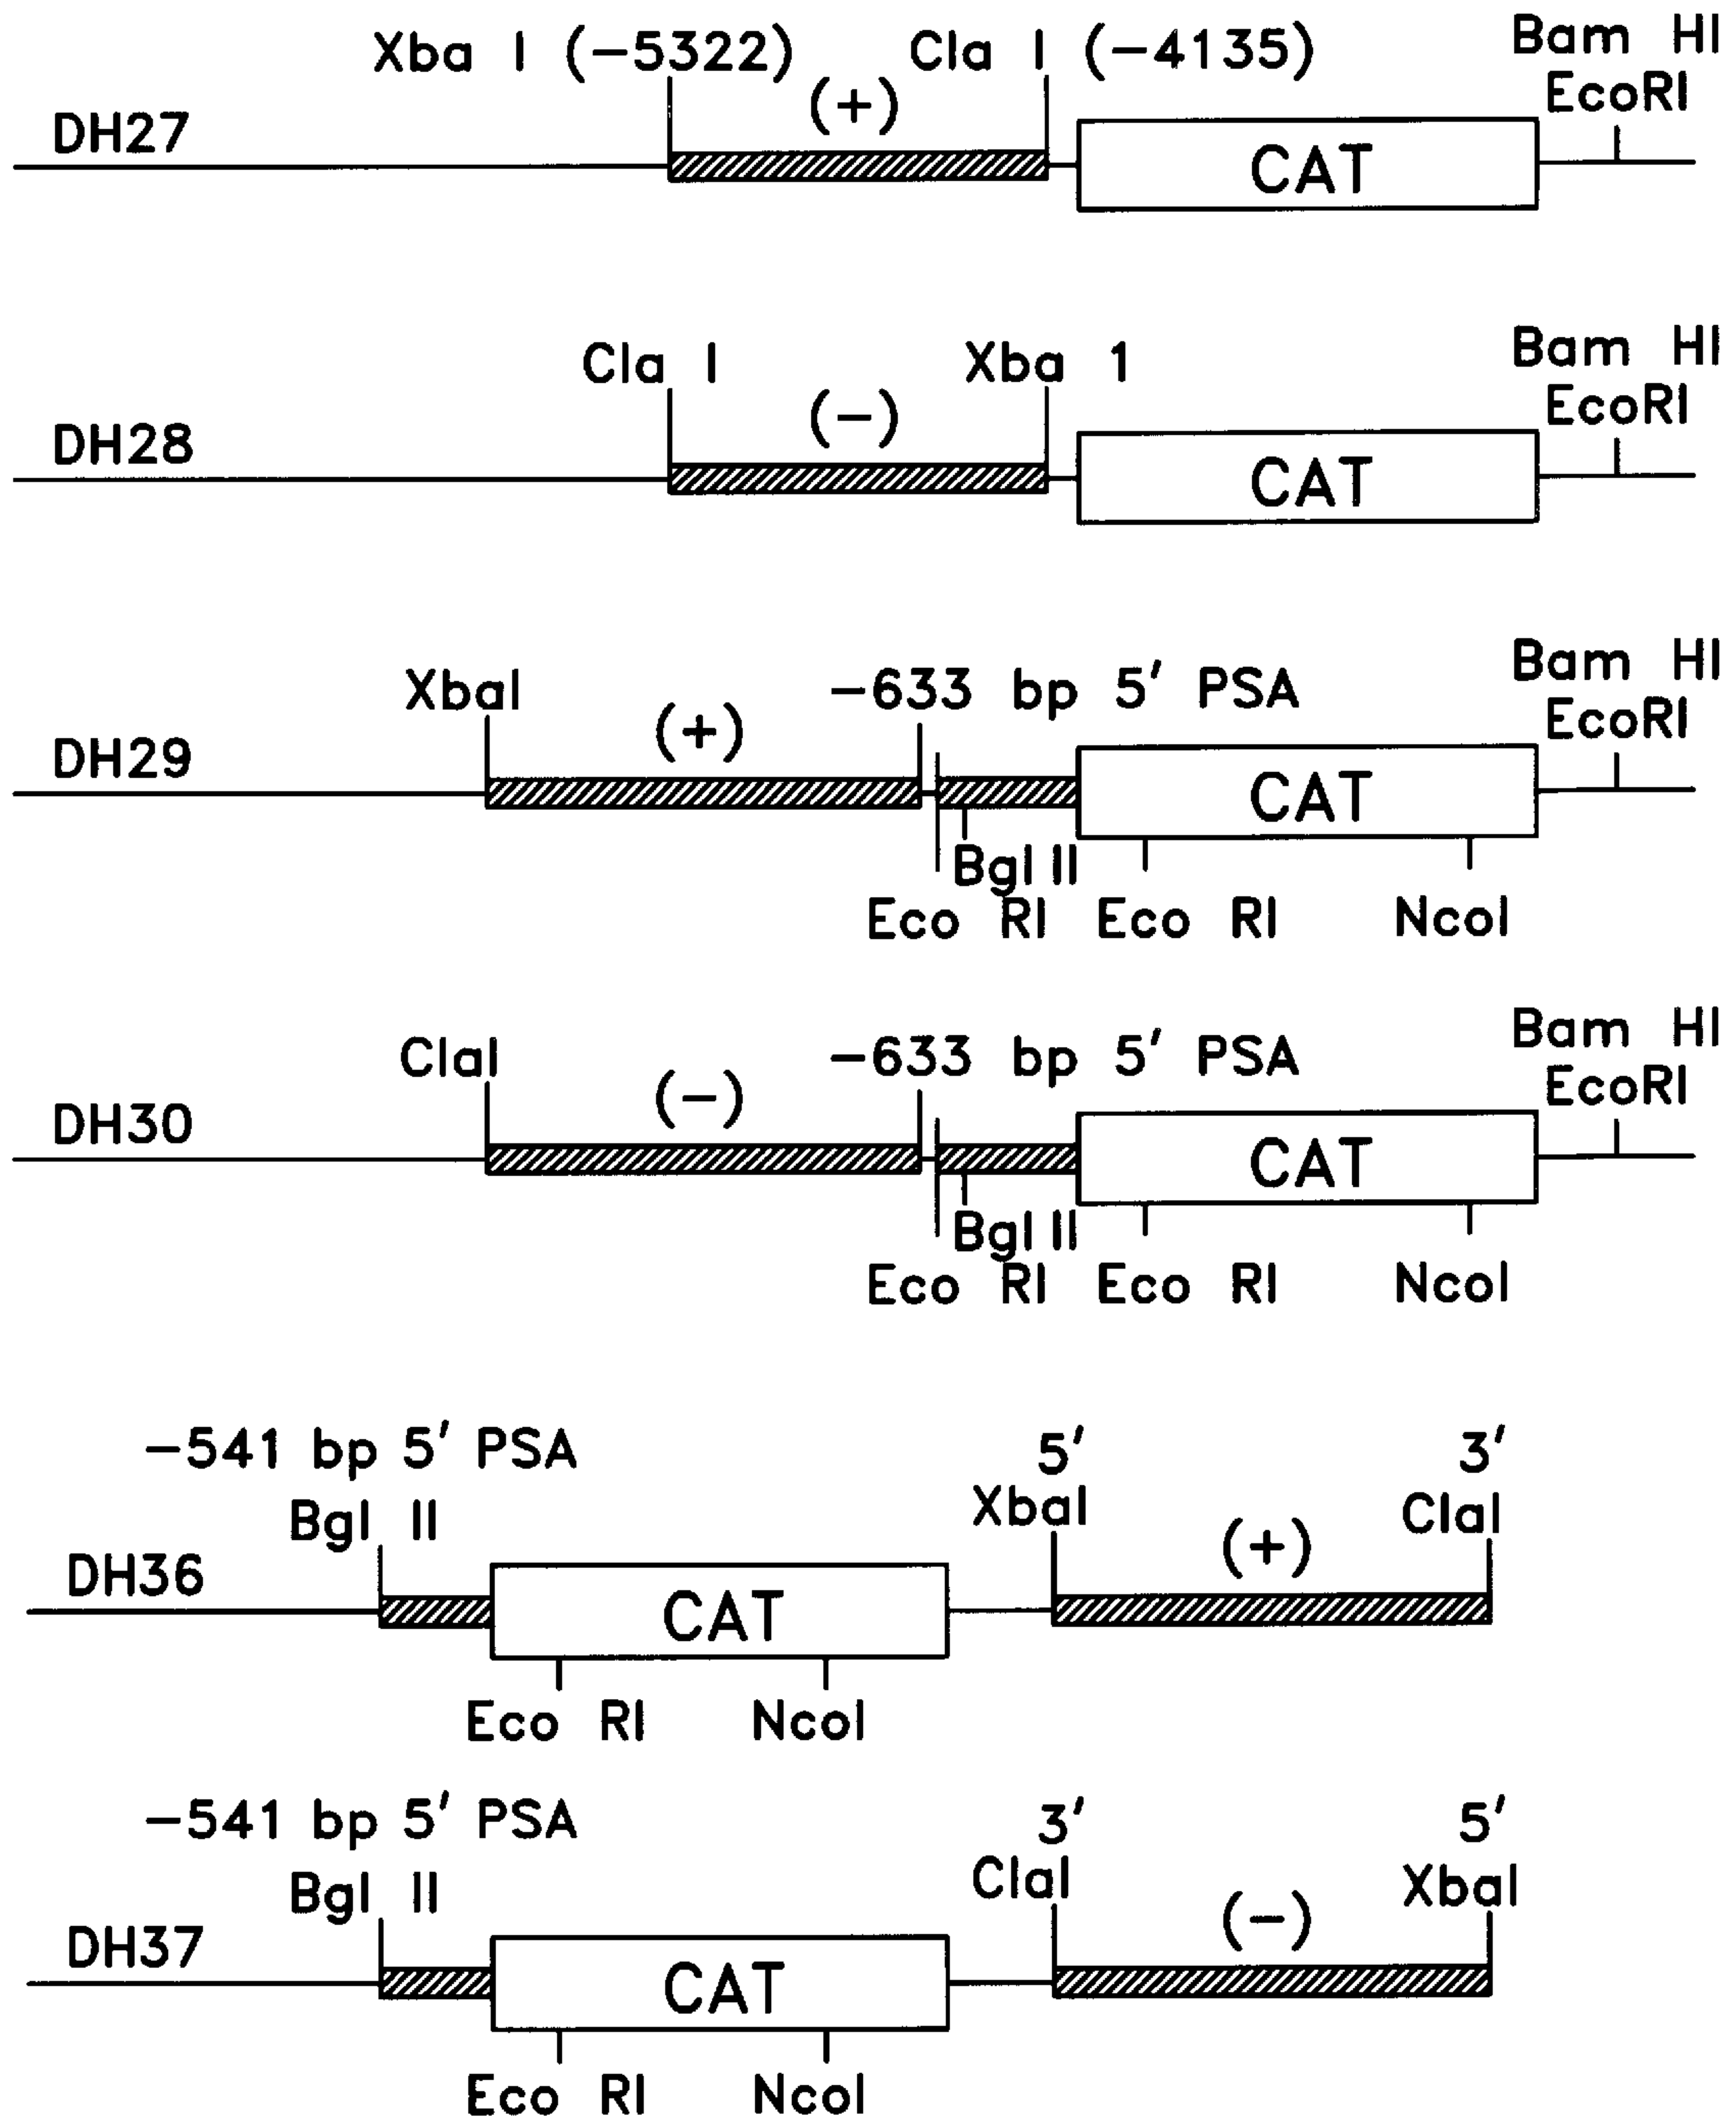 Xba I (-5322)
Cla I (-4135)
Bam HI
EcoRI
(+)
DH27
CAT
Cla I
Xba 1
Bam HI
EcoRI
(-)
DH28
CAT
XbaI
-633 bp 5' PSA
Bam HI
EcoRI
(+)
DH29
CAT
Bgl II
Eco RI
Eco RI
NcoI
ClaI
-633 bp 5' PSA
Bam HI
EcoRI
(-)
DH30
CAT
Bgl II
Eco RI
Eco RI
NcoI
-541 bp 5' PSA
Bgl II
5'
XbaI
3'
ClaI
(+)
DH36
CAT
Eco RI
NcoI
-541 bp 5' PSA
Bgl II
3'
ClaI
5'
XbaI
(-)
DH37
CAT
Eco RI
NcoI